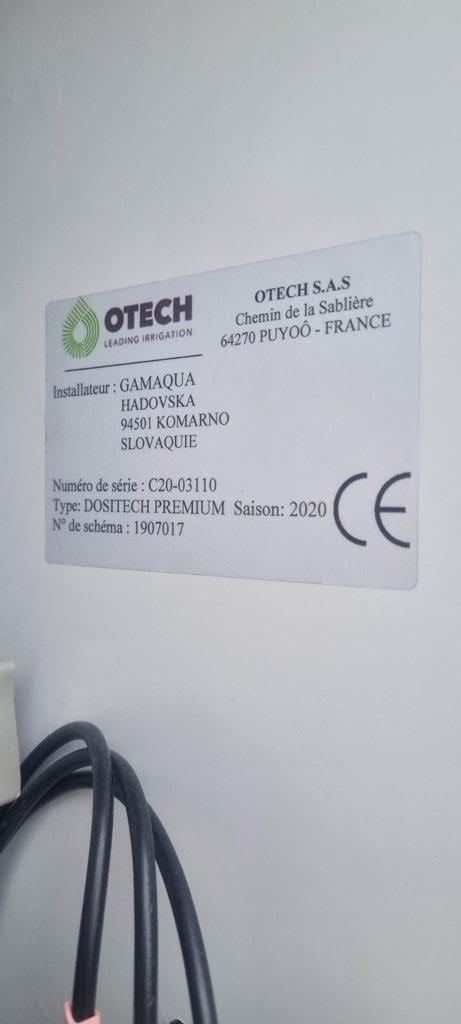 OTECH
LEADING IRRIGATION
OTECH S.A.S
Chemin de la Sablière
64270 PUYOÔ - FRANCE
Installateur : GAMAQUA
HADOVSKA
94501 KOMARNO
SLOVAQUIE
Numéro de série : C20-03110
Type: DOSITECH PREMIUM Saison: 2020
N° de schéma : 1907017
CE